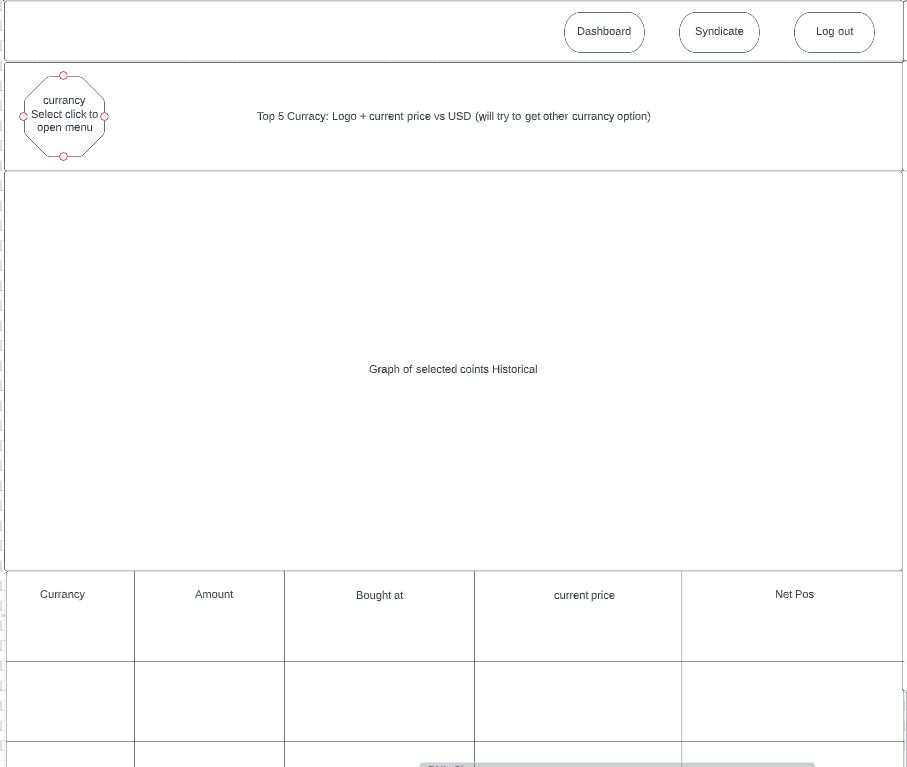 Dashboard
Syndicate
Log out
currancy
Select click to
open menu
Top 5 Curracy: Logo + current price vs USD (will try to get other currancy option)
Graph of selected coints Historical
Currancy
Amount
Bought at
current price
Net Pos